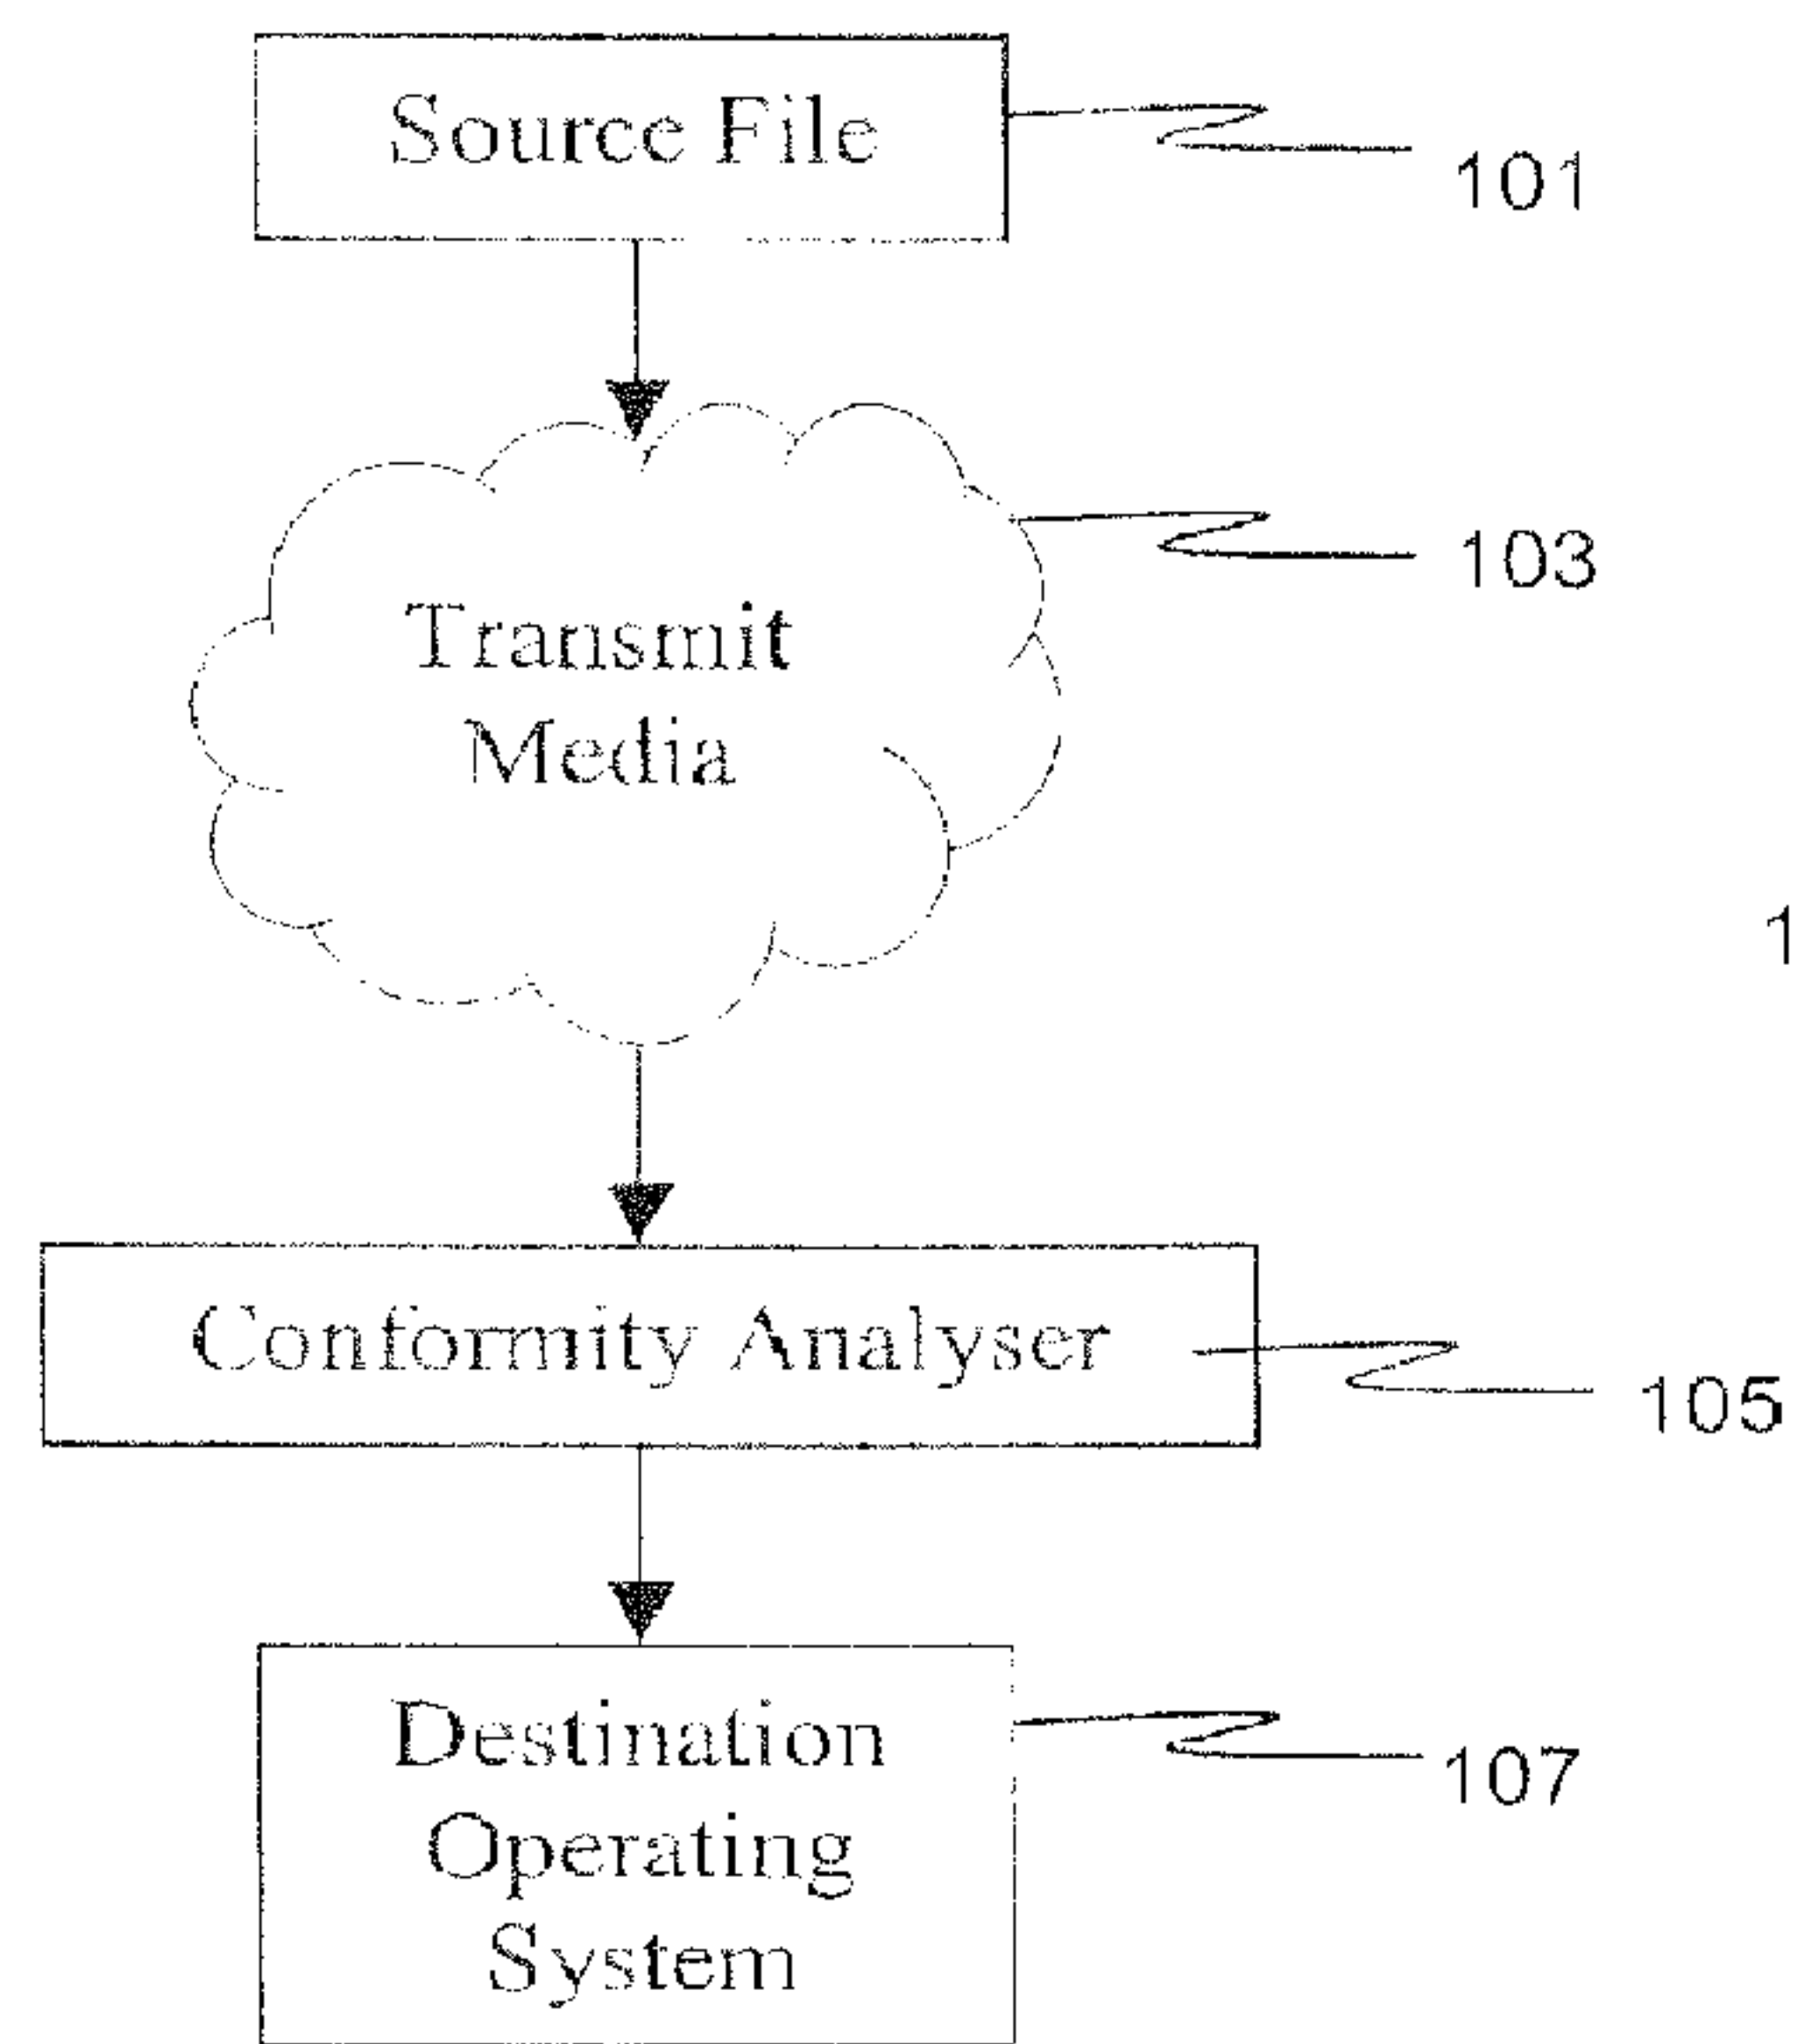 Source File
101
103
Transmit
Media
1
Conformity Analyser
105
Destination
107
Operating
System